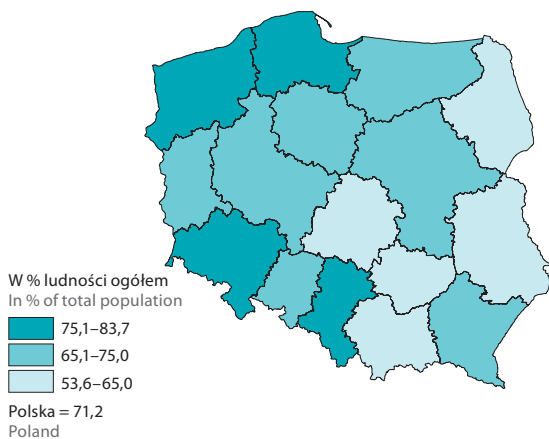 W % ludności ogółem
In % of total population
75,1–83,7
65,1–75,0
53,6–65,0
Polska = 71,2
Poland